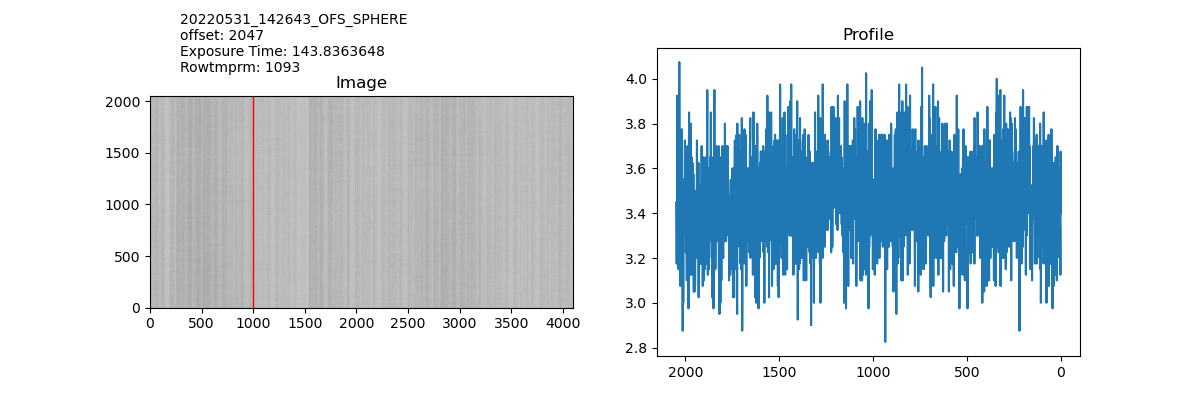 20220531_142643_OFS_SPHERE
offset: 2047
Exposure Time: 143.8363648
Rowtmprm: 1093
Image
2000
1500
1000
500
0
0 500 1000 1500 2000 2500 3000 3500 4000
Profile
4.0
3.8
3.6
3.4
3.2
3.0
2.8
2000 1500 1000 500 0